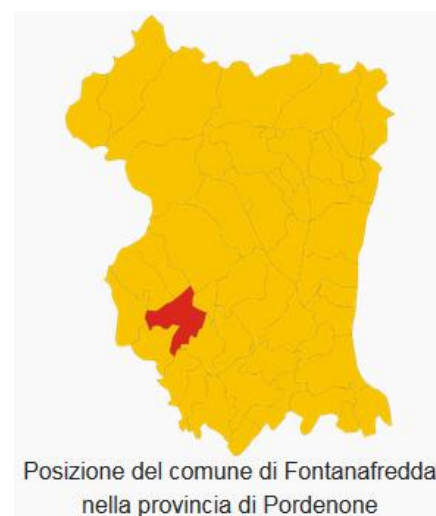 Posizione del comune di Fontanafredda
nella provincia di Pordenone